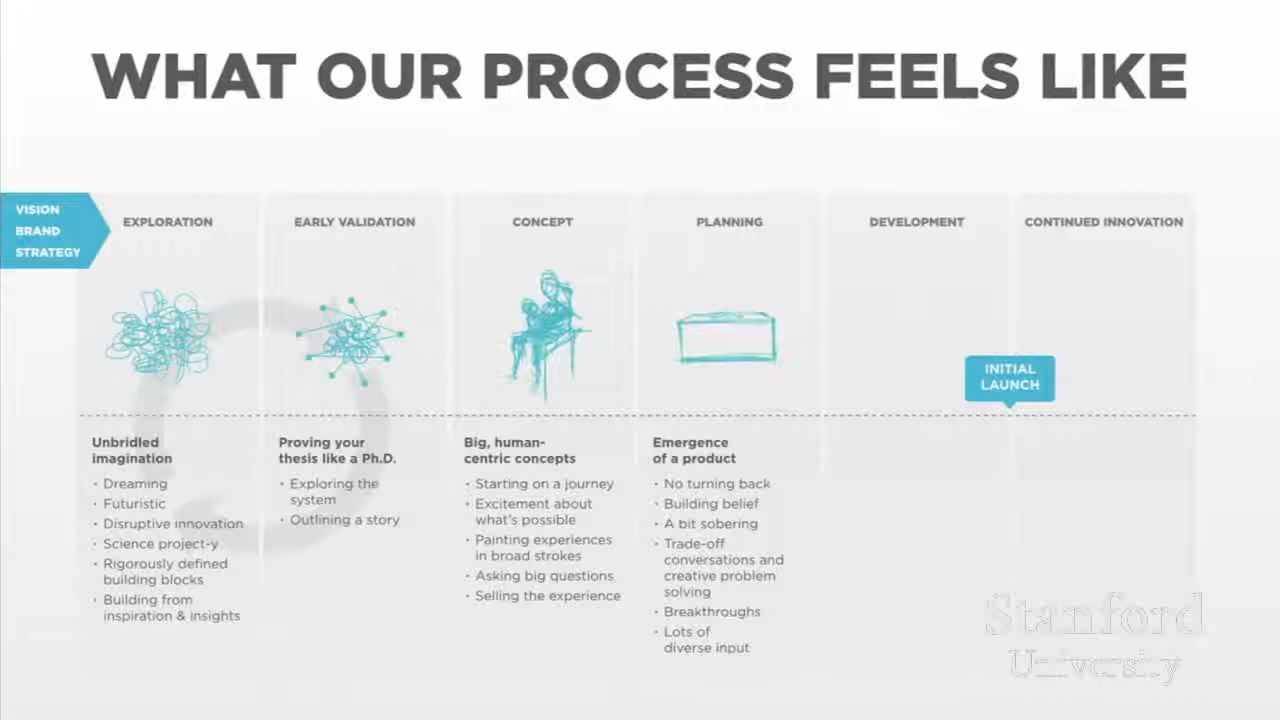 WHAT OUR PROCESS FEELS LIKE
VISION
BRAND
STRATEGY
EXPLORATION
EARLY VALIDATION
CONCEPT
PLANNING
DEVELOPMENT
CONTINUED INNOVATION
INITIAL
LAUNCH
Unbridled
imagination
· Dreaming
· Futuristic
· Disruptive innovation
· Science project-y
· Rigorously defined
building blocks
· Building from
inspiration & insights
Proving your
thesis like a Ph.D.
· Exploring the
system
· Outlining a story
Big, human-
centric concepts
· Starting on a journey
· Excitement about
what's possible
· Painting experiences
in broad strokes
· Asking big questions
· Selling the experience
Emergence
of a product
· No turning back
· Building belief
· A bit sobering
· Trade-off
conversations and
creative problem
solving
· Breakthroughs
· Lots of
diverse input
Stanford
University